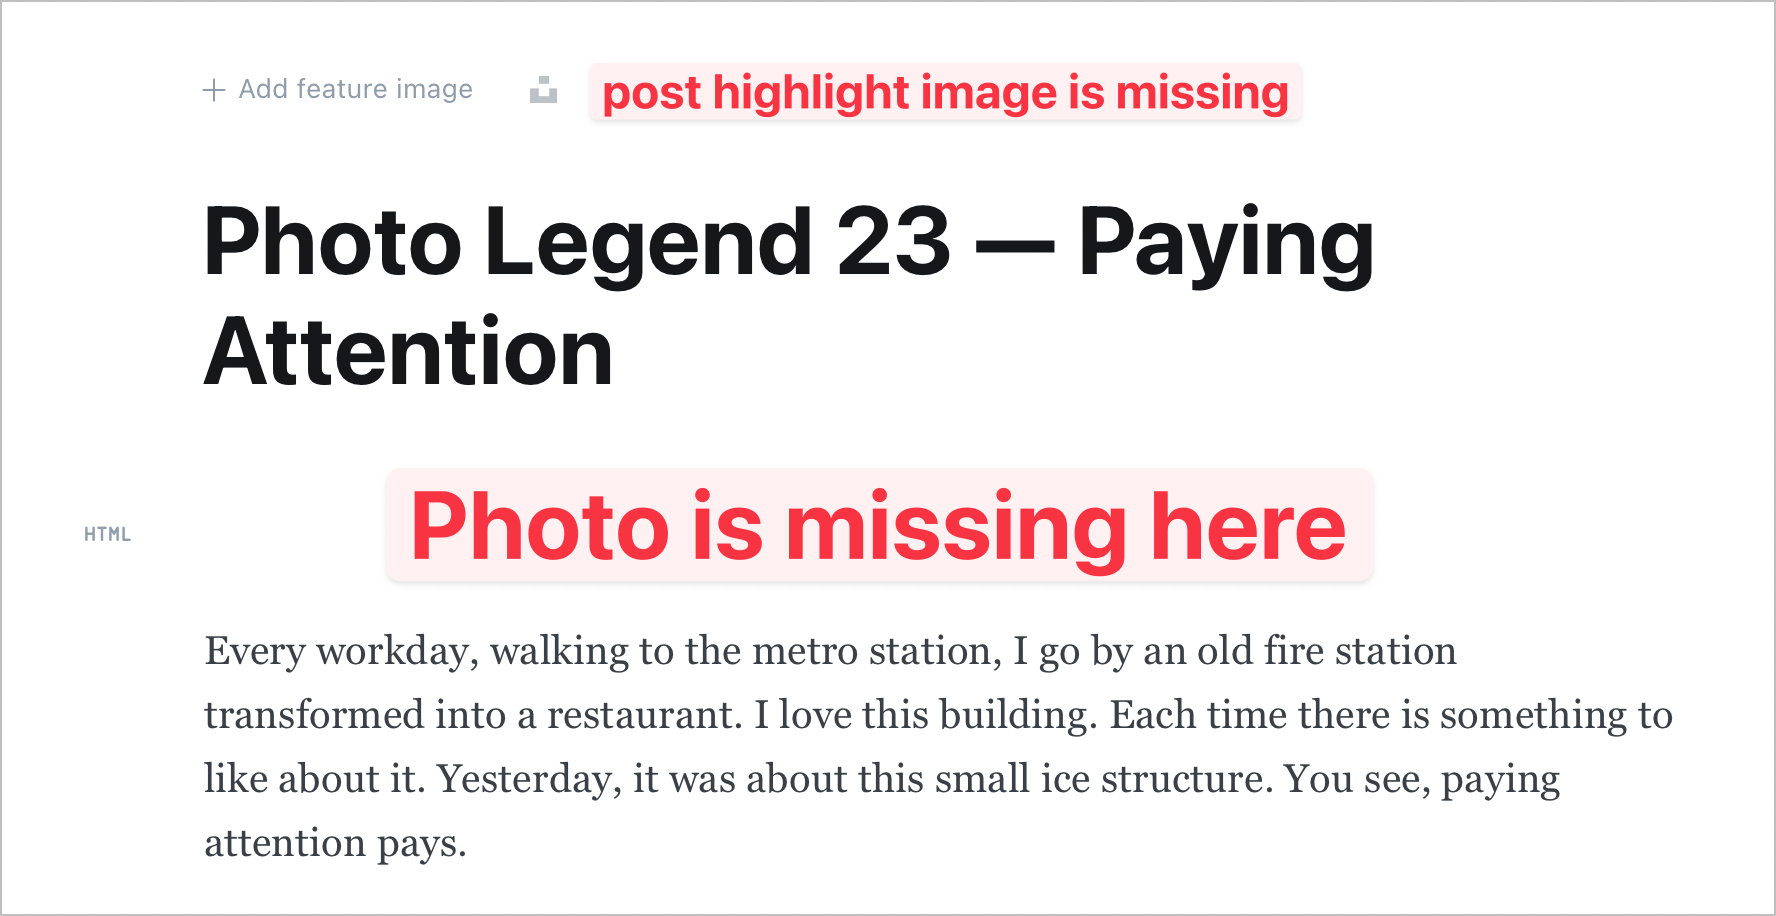 Add feature image
post highlight image is missing
Photo Legend 23 — Paying
Attention
Photo is missing here
HTML
Every workday, walking to the metro station, I go by an old fire station
transformed into a restaurant. I love this building. Each time there is something to
like about it. Yesterday, it was about this small ice structure. You see, paying
attention pays.